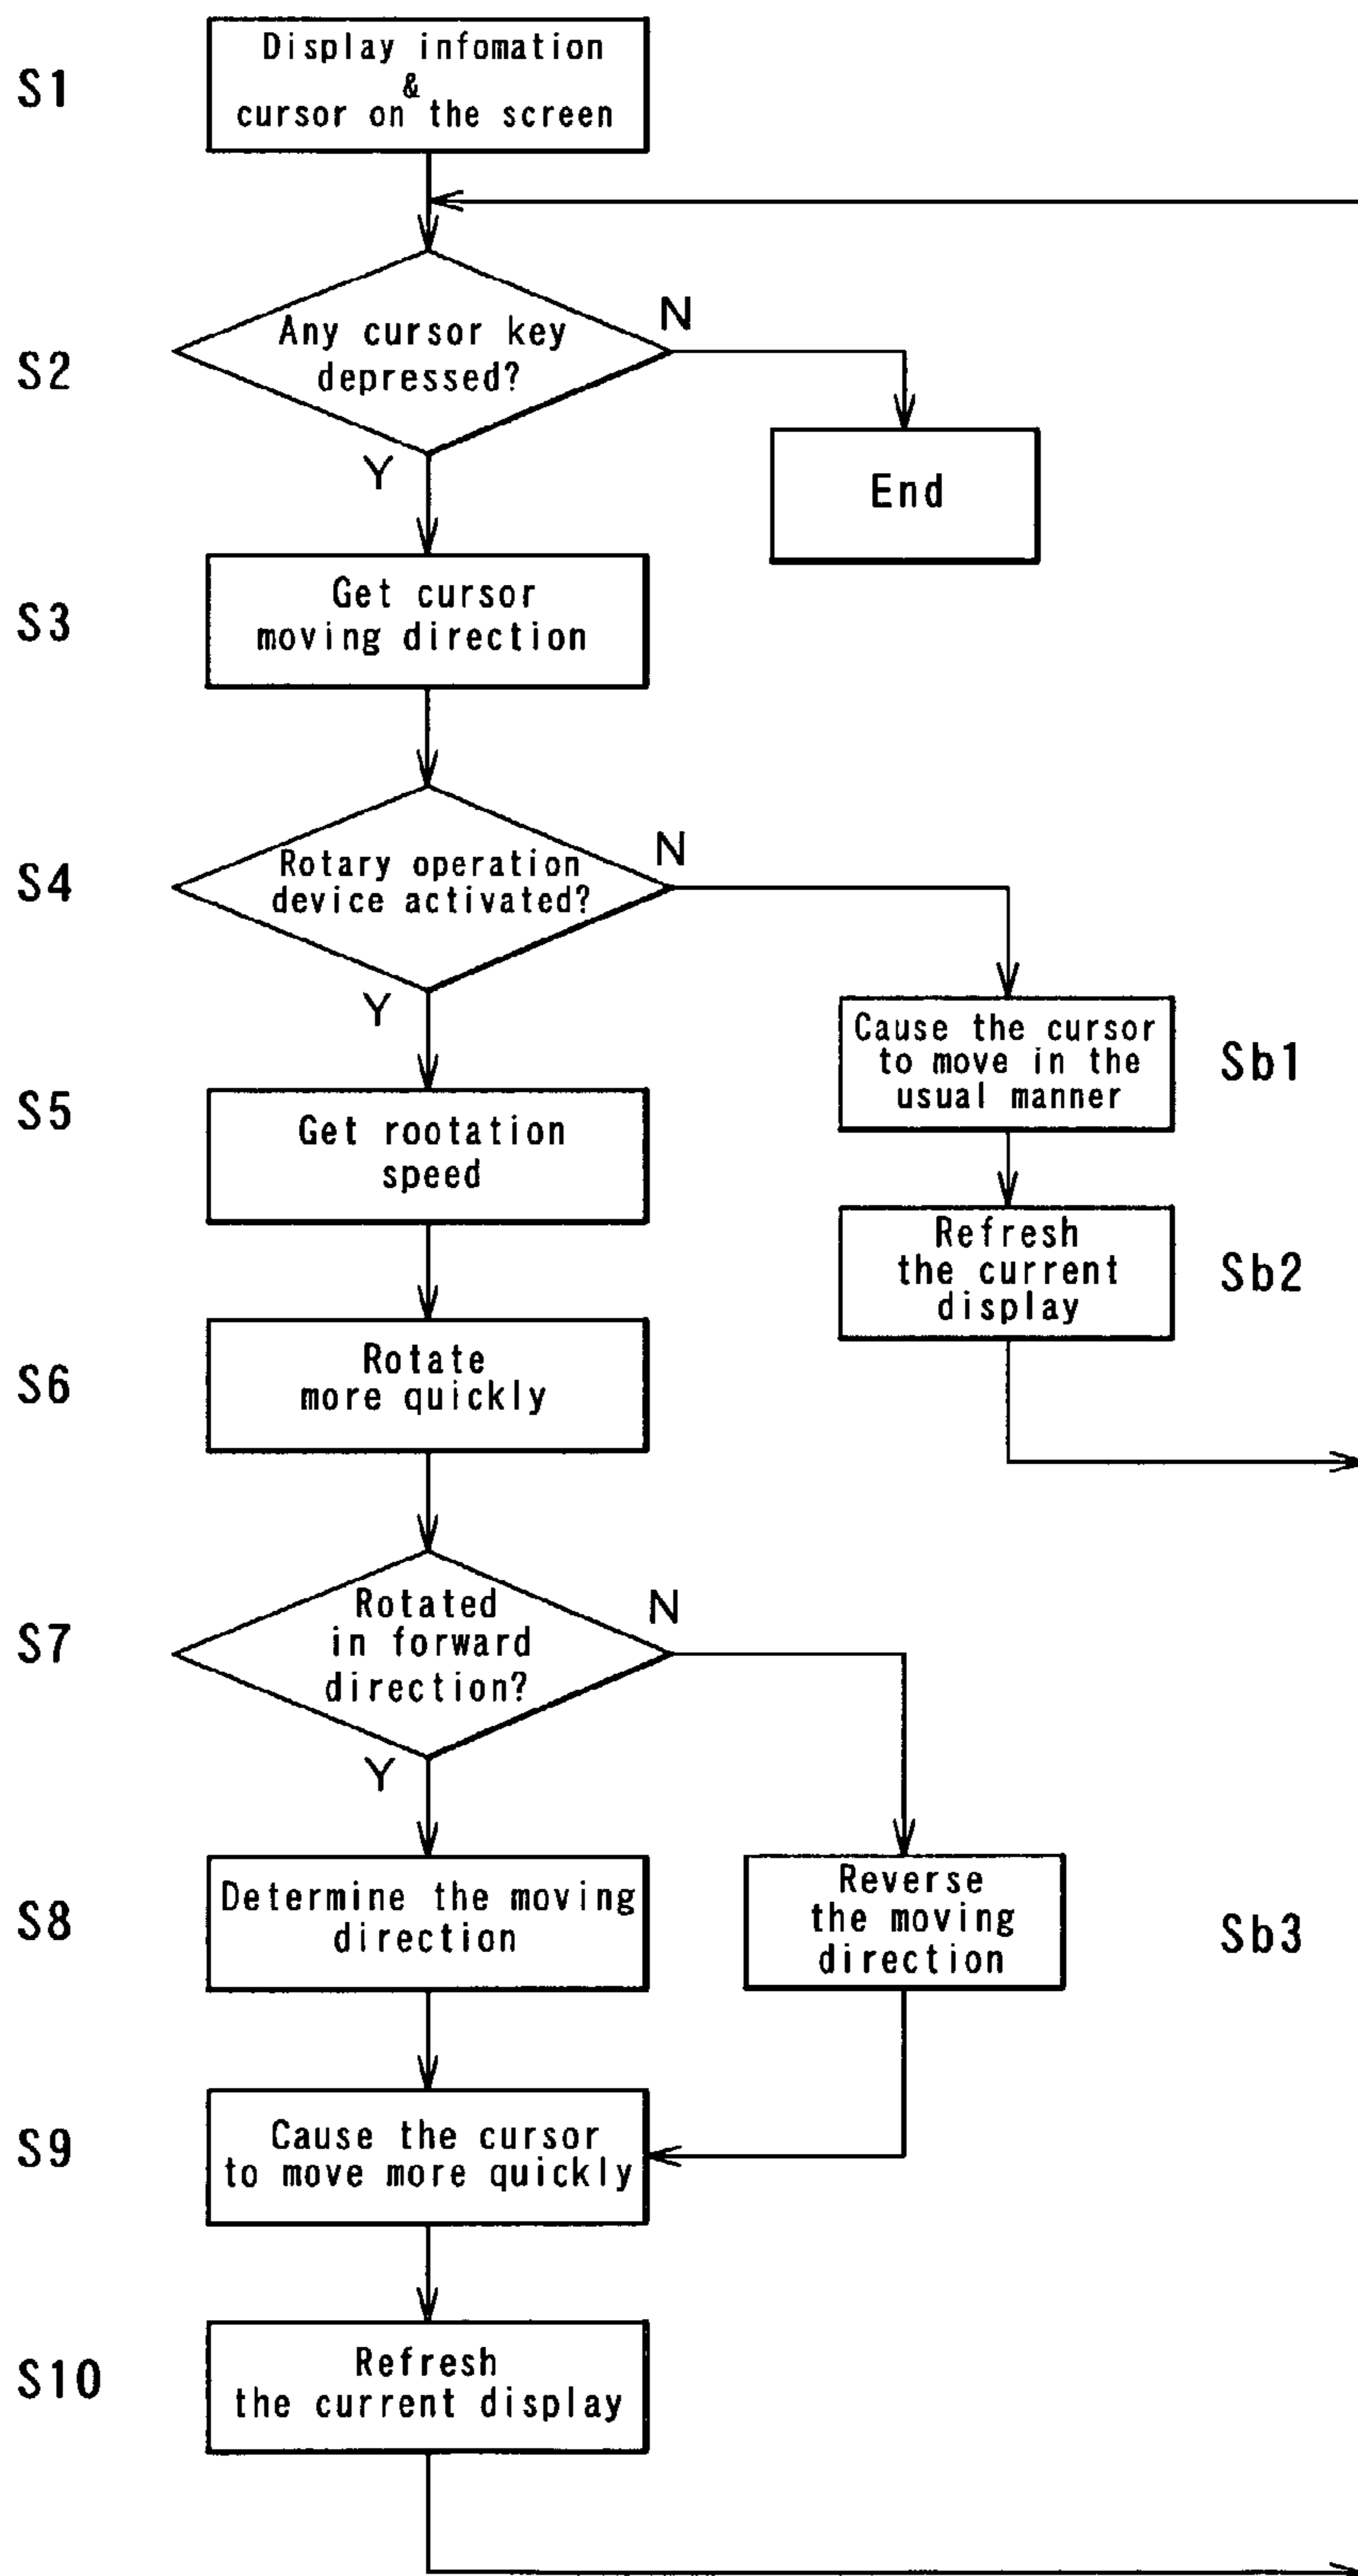 S1
Display infomation
&
cursor on the screen
S2
Any cursor key
depressed?
N
Y
End
S3
Get cursor
moving direction
S4
Rotary operation
device activated?
N
Y
Cause the cursor
to move in the
usual manner
Sb1
S5
Get rootation
speed
Refresh
the current
display
Sb2
S6
Rotate
more quickly
S7
Rotated
in forward
direction?
N
Y
S8
Determine the moving
direction
Reverse
the moving
direction
Sb3
S9
Cause the cursor
to move more quickly
S10
Refresh
the current display